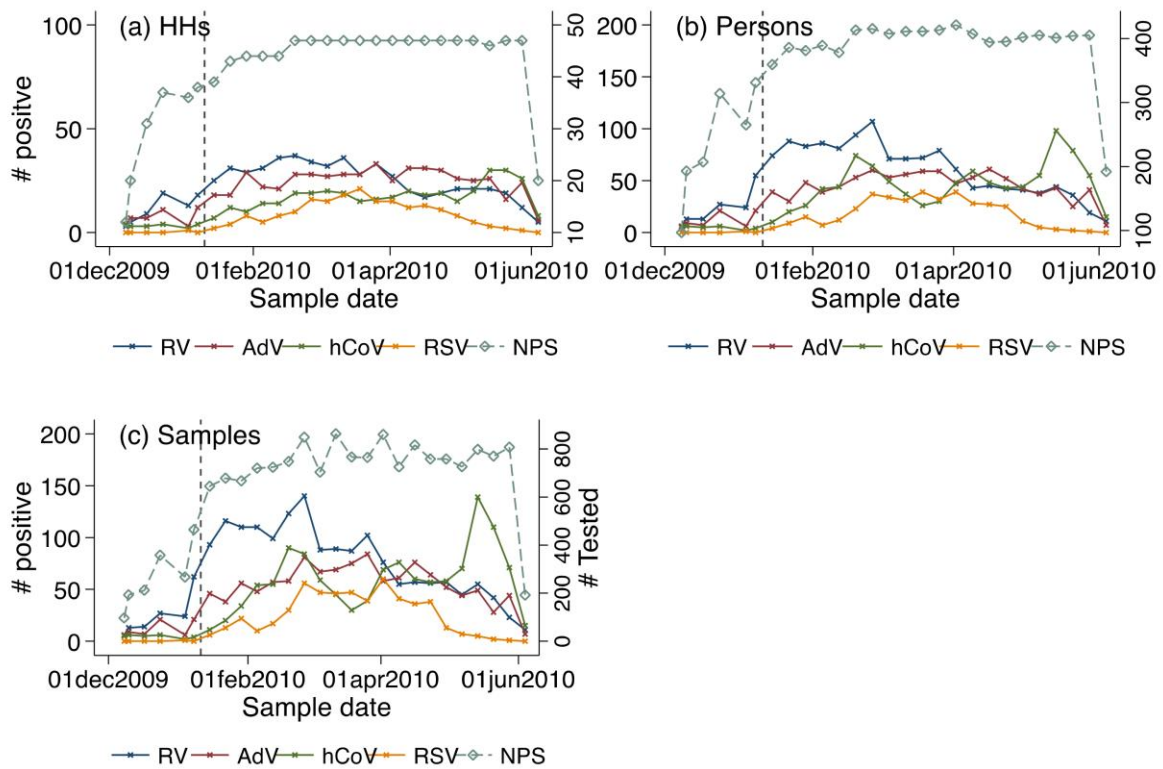 (a) HHs
# positve
100
50
0
50
40
30
20
10
01dec2009 01feb2010 01apr2010 01jun2010
Sample date
RV AdV hCoV RSV NPS
(b) Persons
200
150
100
50
0
400
300
200
100
01dec2009 01feb2010 01apr2010 01jun2010
Sample date
RV AdV hCoV RSV NPS
(c) Samples
# positive
200
150
100
50
0
800
600
400
200
0
# Tested
01dec2009 01feb2010 01apr2010 01jun2010
Sample date
RV AdV hCoV RSV NPS